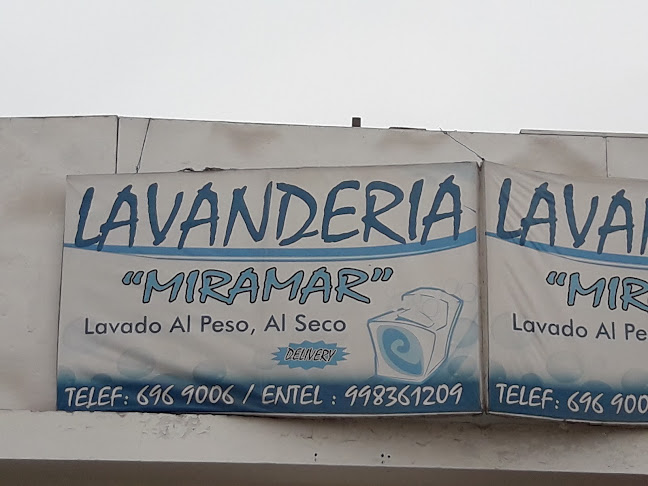 LAVANDERIA
"MIRAMAR"
Lavado Al Peso, Al Seco
DELIVERY
TELEF: 696 9006 / ENTEL : 998361209
LAVAN
"MIR
Lavado Al Pe
TELEF: 696 900